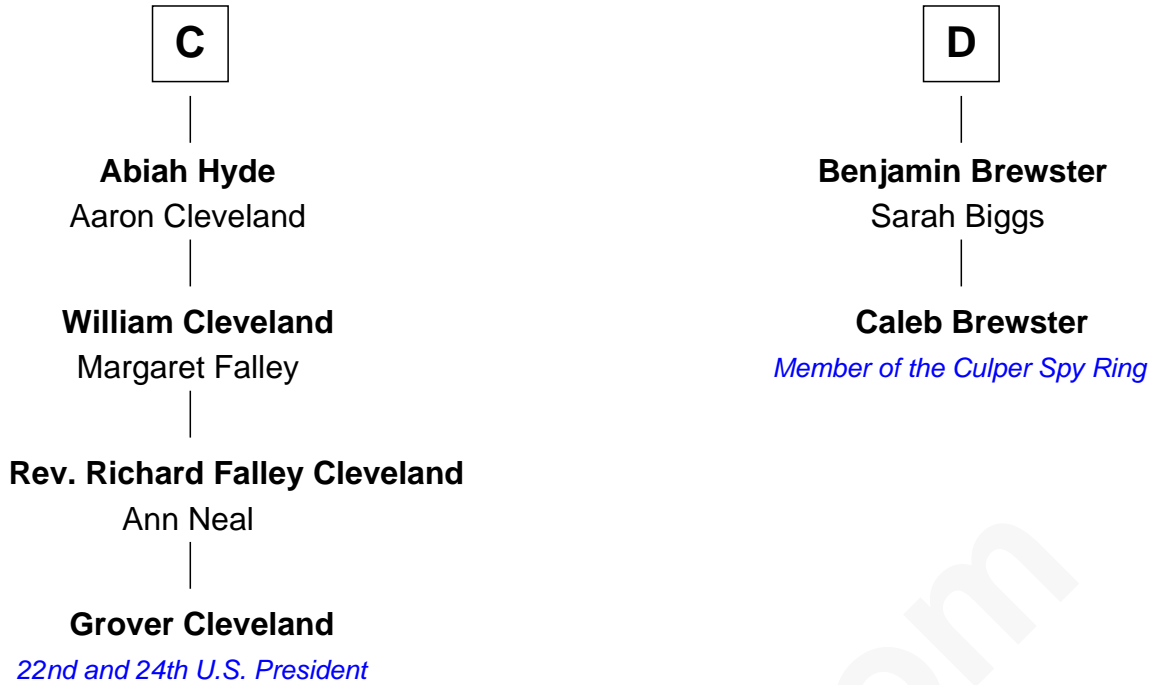 C
Abiah Hyde
Aaron Cleveland
William Cleveland
Margaret Falley
Rev. Richard Falley Cleveland
Ann Neal
Grover Cleveland
22nd and 24th U.S. President
D
Benjamin Brewster
Sarah Biggs
Caleb Brewster
Member of the Culper Spy Ring
om